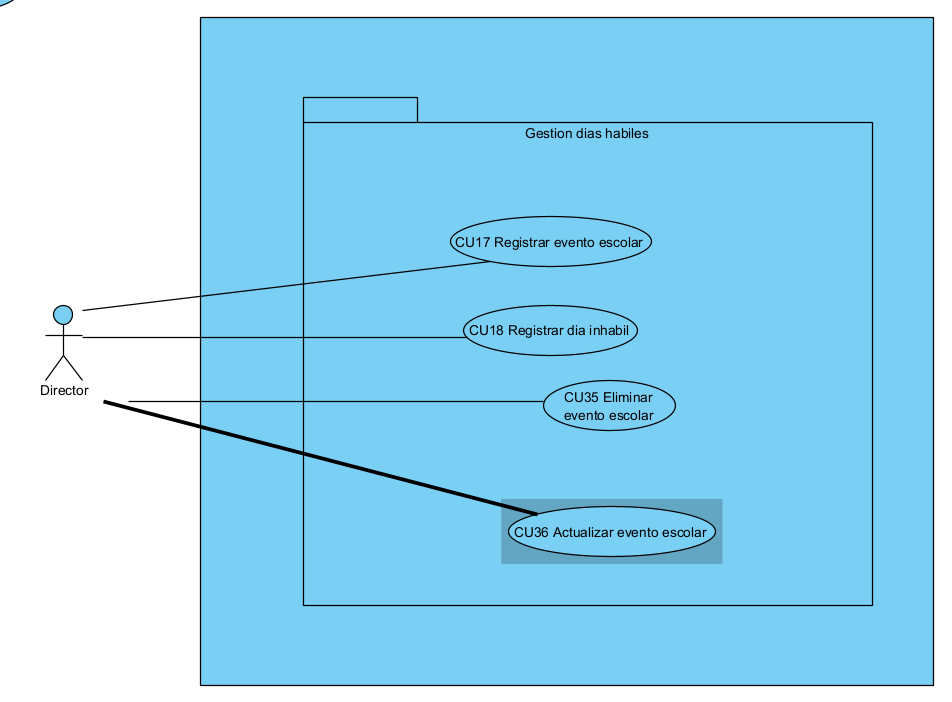 Gestion dias habiles
CU17 Registrar evento escolar
CU18 Registrar dia inhabil
Director
CU35 Eliminar
evento escolar
CU36 Actualizar evento escolar